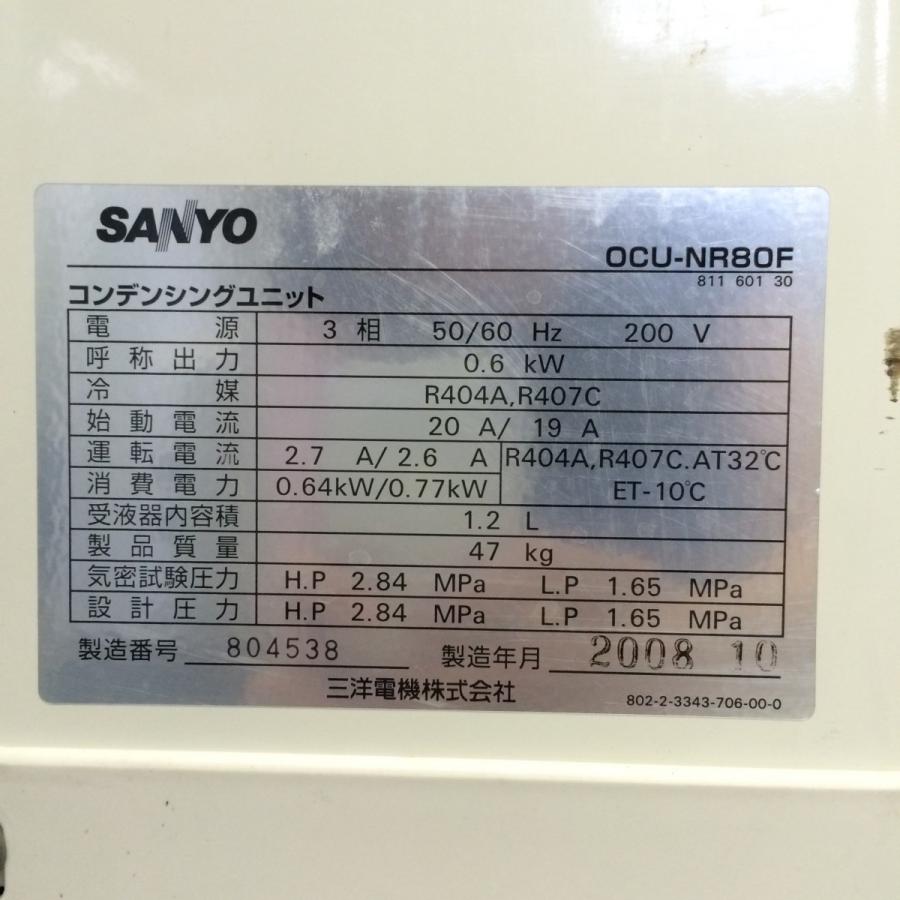 SANYO
OCU-NR80F
811 601 30
コンデンシングユニット
電源 3相 50/60 Hz 200 V
呼称出力 0.6 kW
冷媒 R404A,R407C
始動電流 20 A/ 19 A
運転電流 2.7 A/ 2.6 A R404A,R407C.AT32℃
消費電力 0.64kW/0.77kW ET-10℃
受液器内容積 1.2 L
製品質量 47 kg
気密試験圧力 H.P 2.84 MPa L.P 1.65 MPa
設計圧力 H.P 2.84 MPa L.P 1.65 MPa
製造番号 804538 製造年月 2008 10
三洋電機株式会社 802-2-3343-706-00-0